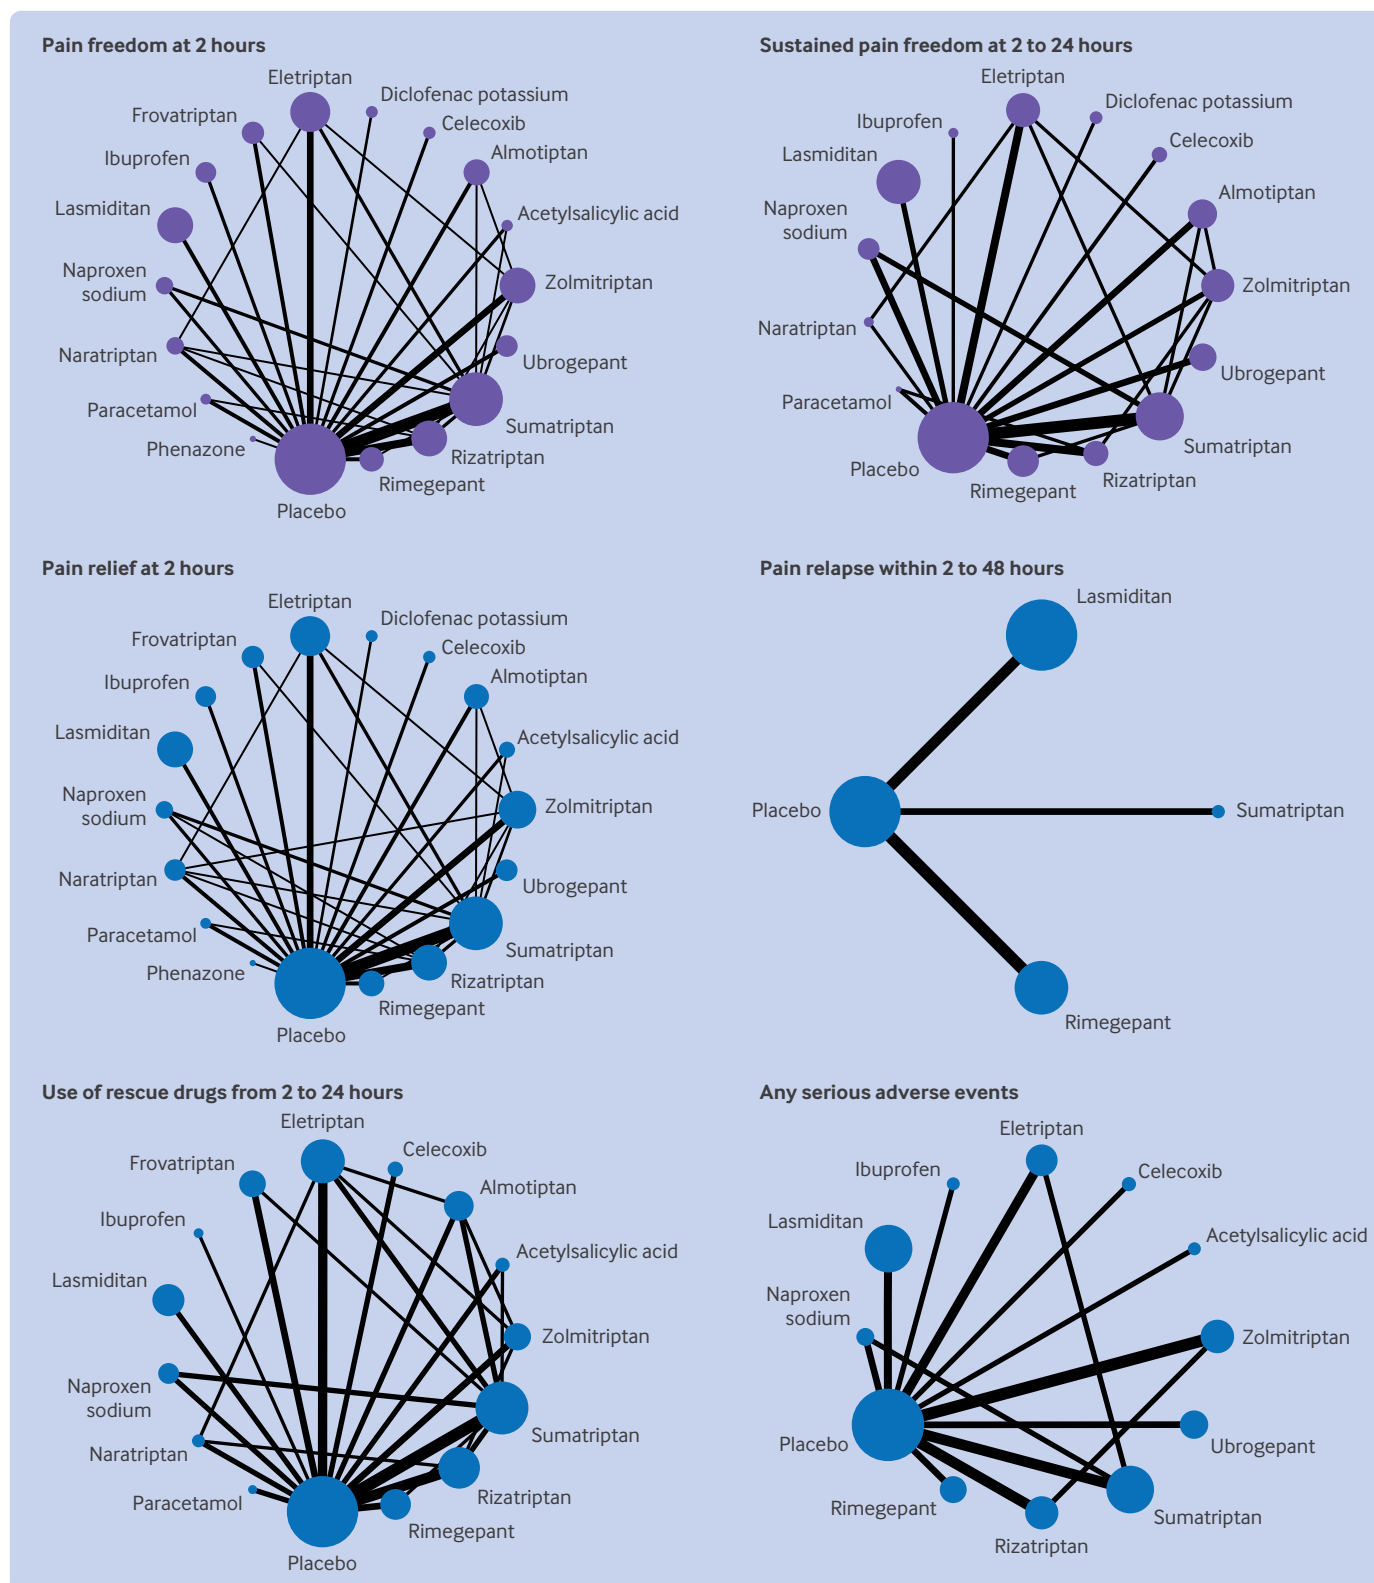 Pain freedom at 2 hours
Eletriptan
Diclofenac potassium
Frovatriptan
Celecoxib
Ibuprofen
Almotiptan
Lasmiditan
Acetylsalicylic acid
Naproxen
sodium
Zolmitriptan
Naratriptan
Ubrogepant
Paracetamol
Sumatriptan
Phenazone
Rizatriptan
Rimegepant
Placebo
Sustained pain freedom at 2 to 24 hours
Eletriptan
Diclofenac potassium
Ibuprofen
Celecoxib
Lasmiditan
Almotiptan
Naproxen
sodium
Zolmitriptan
Naratriptan
Ubrogepant
Paracetamol
Sumatriptan
Placebo
Rizatriptan
Rimegepant
Pain relief at 2 hours
Eletriptan
Diclofenac potassium
Frovatriptan
Celecoxib
Ibuprofen
Almotiptan
Lasmiditan
Acetylsalicylic acid
Naproxen
sodium
Zolmitriptan
Naratriptan
Ubrogepant
Paracetamol
Sumatriptan
Phenazone
Rizatriptan
Rimegepant
Placebo
Pain relapse within 2 to 48 hours
Lasmiditan
Placebo
Sumatriptan
Rimegepant
Use of rescue drugs from 2 to 24 hours
Eletriptan
Celecoxib
Frovatriptan
Almotiptan
Ibuprofen
Acetylsalicylic acid
Lasmiditan
Zolmitriptan
Naproxen
sodium
Sumatriptan
Naratriptan
Rizatriptan
Paracetamol
Rimegepant
Placebo
Any serious adverse events
Eletriptan
Ibuprofen
Celecoxib
Lasmiditan
Acetylsalicylic acid
Naproxen
sodium
Zolmitriptan
Placebo
Ubrogepant
Rimegepant
Sumatriptan
Rizatriptan